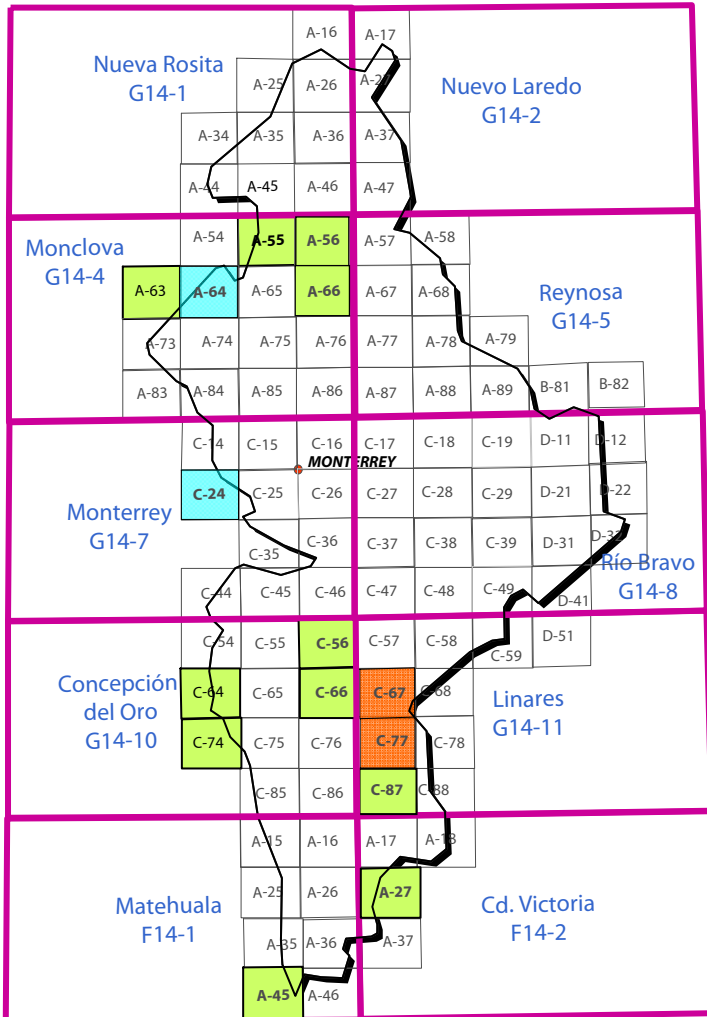 A-16
A-17
Nueva Rosita
G14-1
A-25
A-26
A-27
Nuevo Laredo
G14-2
A-34
A-35
A-36
A-37
A-44
A-45
A-46
A-47
Monclova
G14-4
A-54
A-55
A-56
A-57
A-58
A-63
A-64
A-65
A-66
A-67
A-68
Reynosa
G14-5
A-73
A-74
A-75
A-76
A-77
A-78
A-79
A-83
A-84
A-85
A-86
A-87
A-88
A-89
B-81
B-82
C-14
C-15
C-16
C-17
C-18
C-19
D-11
D-12
MONTERREY
Monterrey
G14-7
C-24
C-25
C-26
C-27
C-28
C-29
D-21
D-22
C-35
C-36
C-37
C-38
C-39
D-31
D-32
Río Bravo
G14-8
C-44
C-45
C-46
C-47
C-48
C-49
D-41
C-54
C-55
C-56
C-57
C-58
C-59
D-51
Concepción
del Oro
G14-10
C-64
C-65
C-66
C-67
C-68
Linares
G14-11
C-74
C-75
C-76
C-77
C-78
C-85
C-86
C-87
C-88
A-15
A-16
A-17
A-18
Matehuala
F14-1
A-25
A-26
A-27
Cd. Victoria
F14-2
A-35
A-36
A-37
A-45
A-46